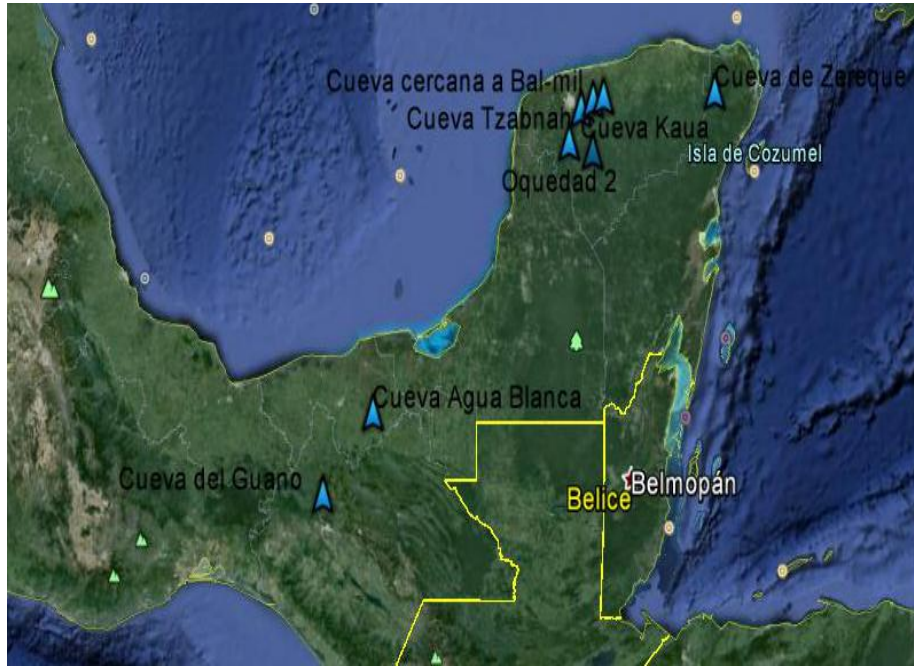 Cueva cercana a Bal-mil
Cueva de Zereque
Cueva Tzabnah
Cueva Kaua
Isla de Cozumel
Oquedad 2
Cueva Agua Blanca
Cueva del Guano
Belmopán
Belice